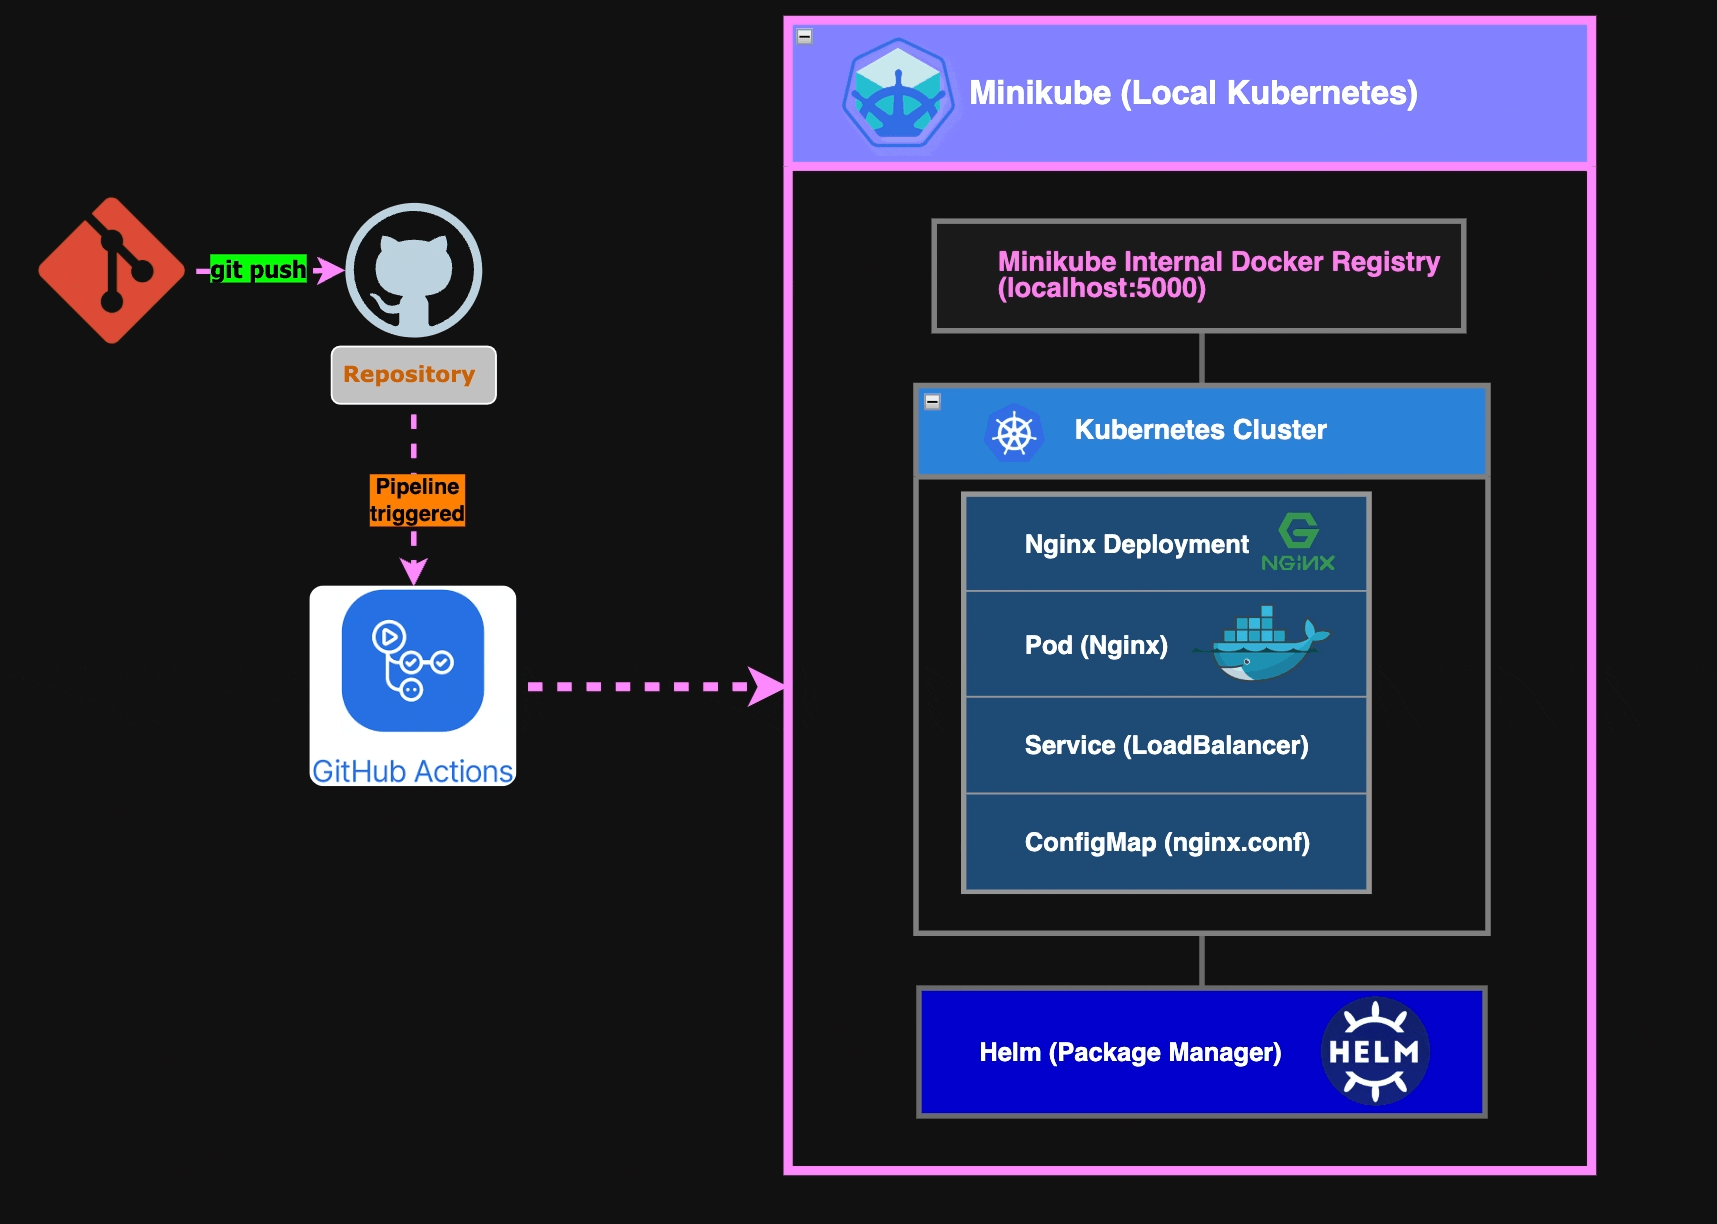 Minikube (Local Kubernetes)
git push
Repository
Pipeline
triggered
GitHub Actions
Minikube Internal Docker Registry
(localhost:5000)
Kubernetes Cluster
Nginx Deployment
NGiNX
Pod (Nginx)
Service (LoadBalancer)
ConfigMap (nginx.conf)
Helm (Package Manager)
HELM